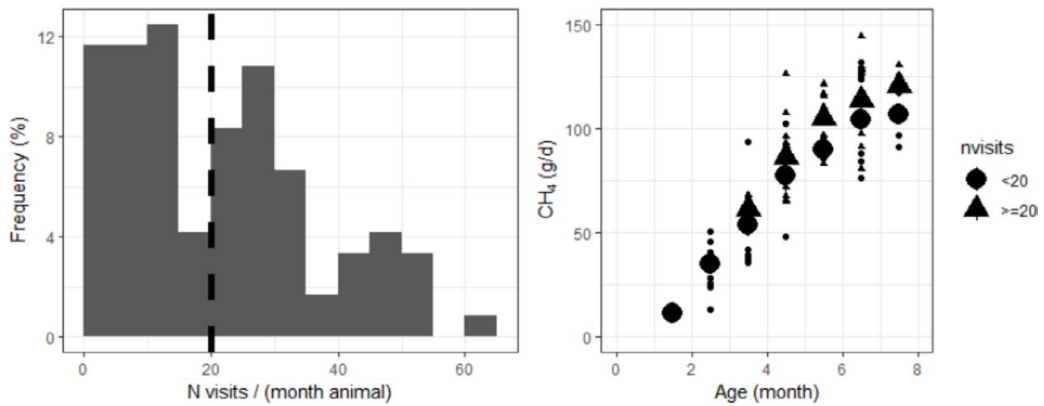 12
8
4
0
Frequency (%)
0 20 40 60
N visits / (month animal)
150
100
50
0
CH₄ (g/d)
0 2 4 6 8
Age (month)
nvisits
<20
>=20